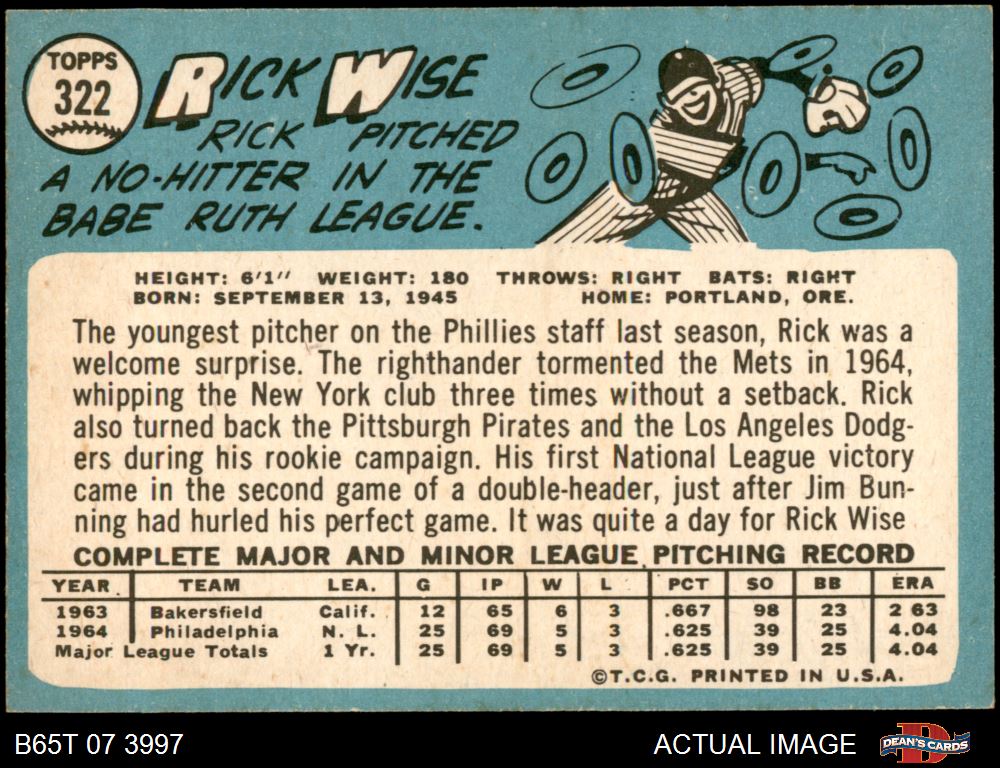 TOPPS
322
RICK WISE
RICK PITCHED
A NO-HITTER IN THE
BABE RUTH LEAGUE.
HEIGHT: 6'1" WEIGHT: 180 THROWS: RIGHT BATS: RIGHT
BORN: SEPTEMBER 13, 1945 HOME: PORTLAND, ORE.
The youngest pitcher on the Phillies staff last season, Rick was a
welcome surprise. The righthander tormented the Mets in 1964,
whipping the New York club three times without a setback. Rick
also turned back the Pittsburgh Pirates and the Los Angeles Dodg-
ers during his rookie campaign. His first National League victory
came in the second game of a double-header, just after Jim Bun-
ning had hurled his perfect game. It was quite a day for Rick Wise
COMPLETE MAJOR AND MINOR LEAGUE PITCHING RECORD
YEAR TEAM LEA. G IP W L PCT SO BB ERA
1963 Bakersfield Calif. 12 65 6 3 .667 98 23 2 63
1964 Philadelphia N. L. 25 69 5 3 .625 39 25 4.04
Major League Totals 1 Yr. 25 69 5 3 .625 39 25 4.04
©T.C.G. PRINTED IN U.S.A.
B65T 07 3997 ACTUAL IMAGE DEAN'S CARDS